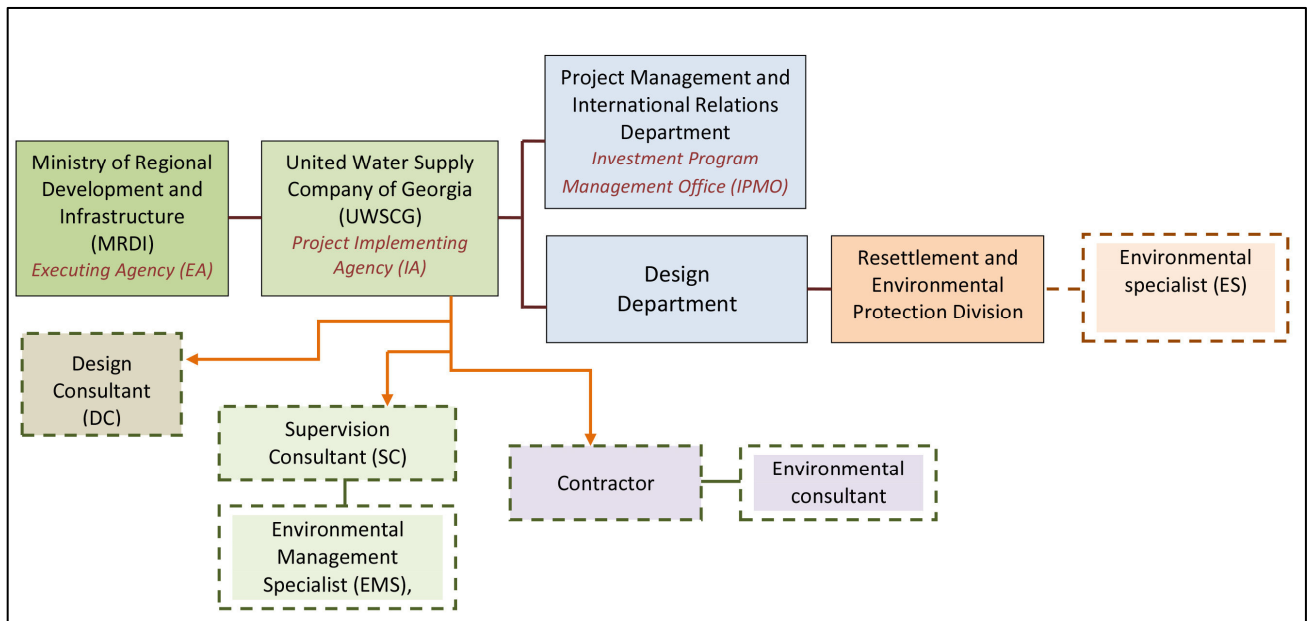 Project Management and
International Relations
Department
Investment Program
Management Office (IPMO)
Ministry of Regional
Development and
Infrastructure
(MRDI)
Executing Agency (EA)
United Water Supply
Company of Georgia
(UWSCG)
Project Implementing
Agency (IA)
Design
Department
Resettlement and
Environmental
Protection Division
Environmental
specialist (ES)
Design
Consultant
(DC)
Supervision
Consultant (SC)
Contractor
Environmental
consultant
Environmental
Management
Specialist (EMS),